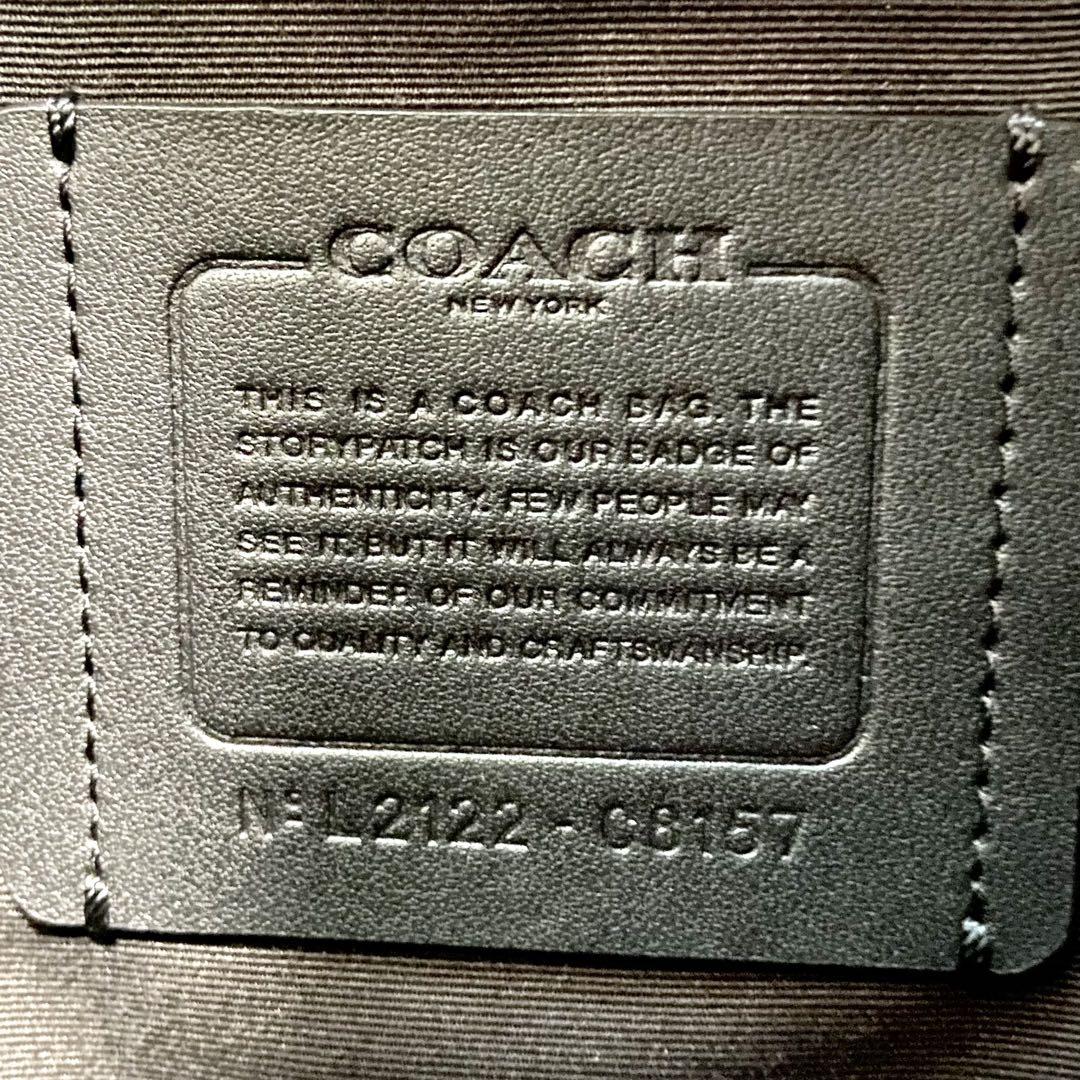 COACH
NEW YORK
THIS IS A COACH BAG. THE
STORYPATCH IS OUR BADGE OF
AUTHENTICITY. FEW PEOPLE MAY
SEE IT. BUT IT WILL ALWAYS BE A
REMINDER OF OUR COMMITMENT
TO QUALITY AND CRAFTSMANSHIP.
Nº L2122 - C8157